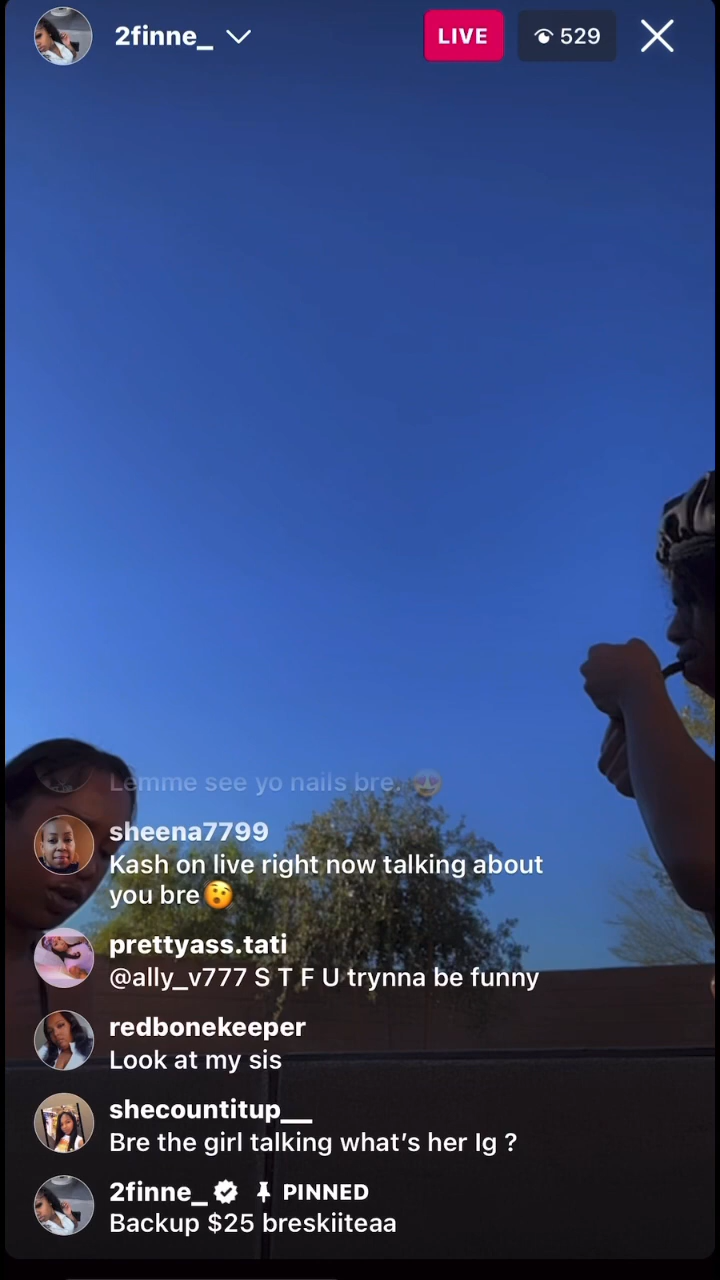 2finne_
LIVE
529
Lemme see yo nails bre. 😍
sheena7799
Kash on live right now talking about
you bre😯
prettyass.tati
@ally_v777 S T F U trynna be funny
redbonekeeper
Look at my sis
shecountitup__
Bre the girl talking what's her Ig ?
2finne_ PINNED
Backup $25 breskiiteaa